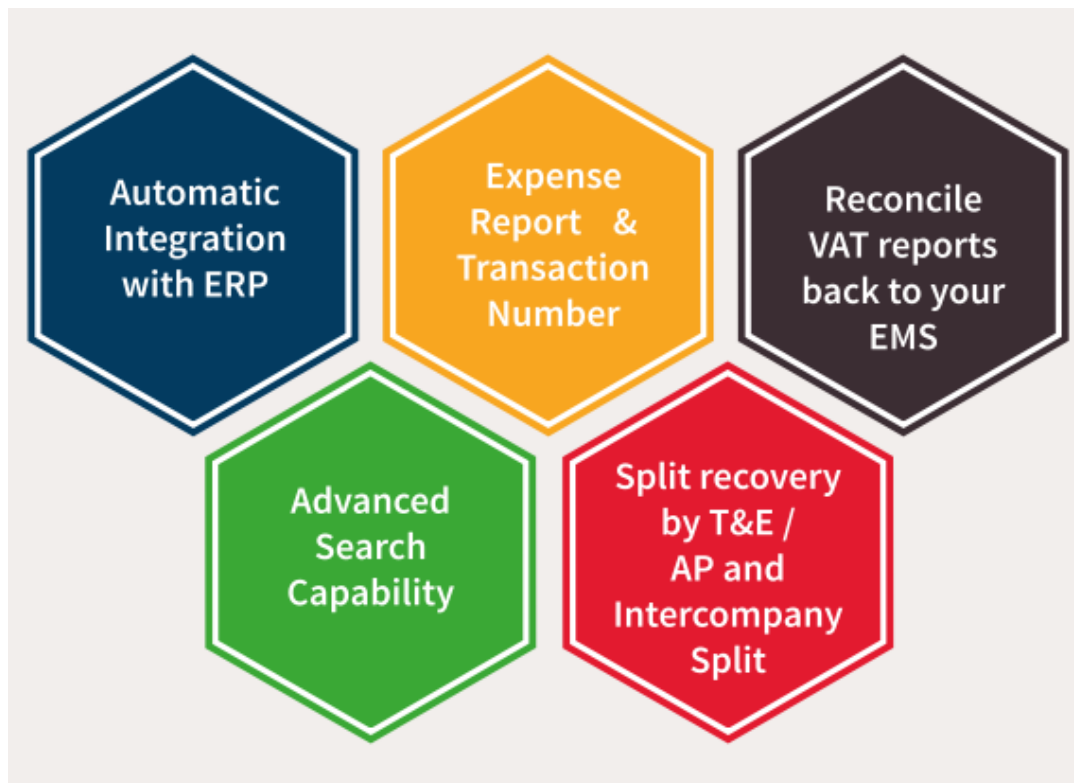 Automatic
Integration
with ERP
Expense
Report & 
Transaction
Number
Reconcile
VAT reports
back to your
EMS
Advanced
Search
Capability
Split recovery
by T&E /
AP and
Intercompany
Split